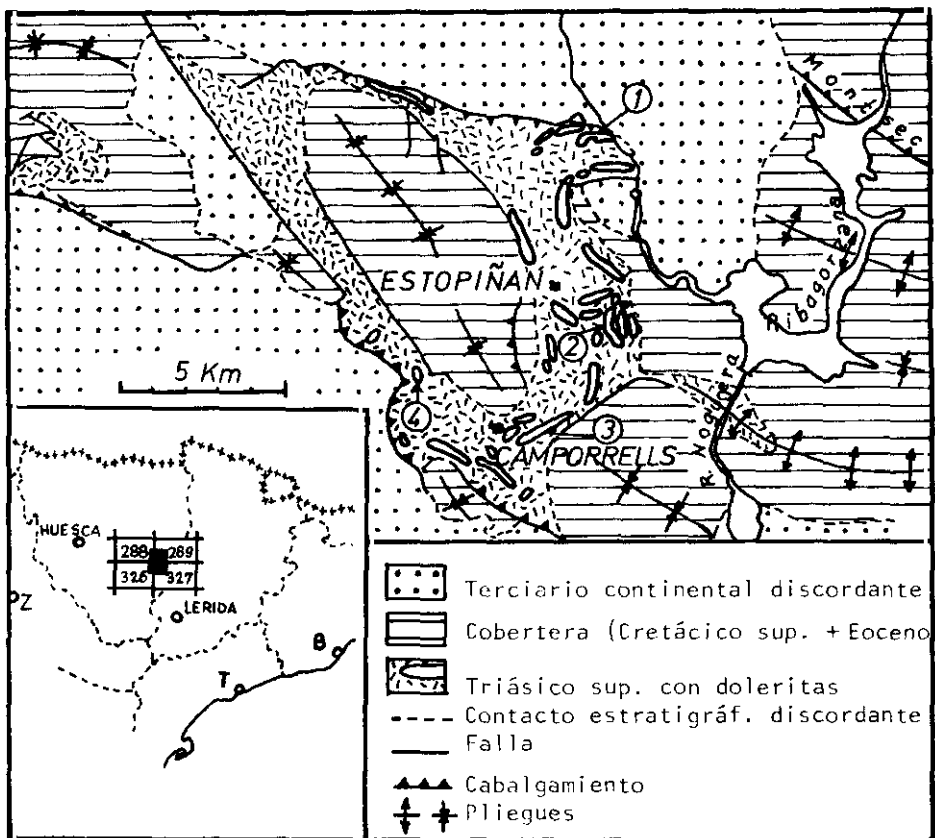 1
Montsec
ESTOPIÑAN
Ribagorzana
2
5 Km
R Noguera
4
3
CAMPORRELLS
HUESCA
288 289
326 327
Z
LERIDA
B
T
Terciario continental discordante
Cobertera (Cretácico sup. + Eoceno
Triásico sup. con doleritas
Contacto estratigráf. discordante
Falla
Cabalgamiento
Pliegues